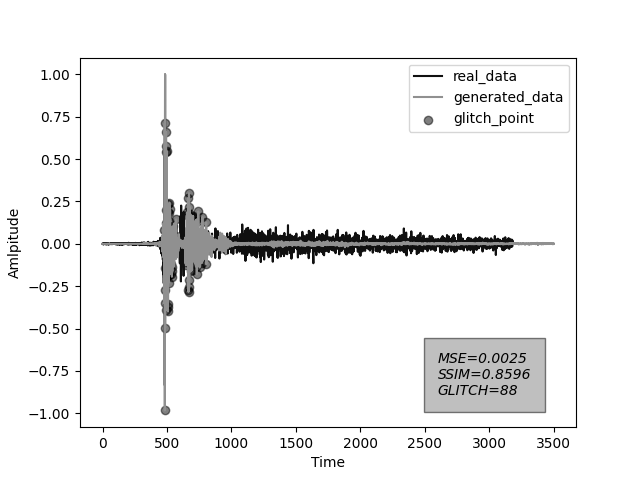 real_data
generated_data
glitch_point
1.00
0.75
0.50
0.25
0.00
−0.25
−0.50
−0.75
−1.00
Amlpitude
MSE=0.0025
SSIM=0.8596
GLITCH=88
0 500 1000 1500 2000 2500 3000 3500
Time